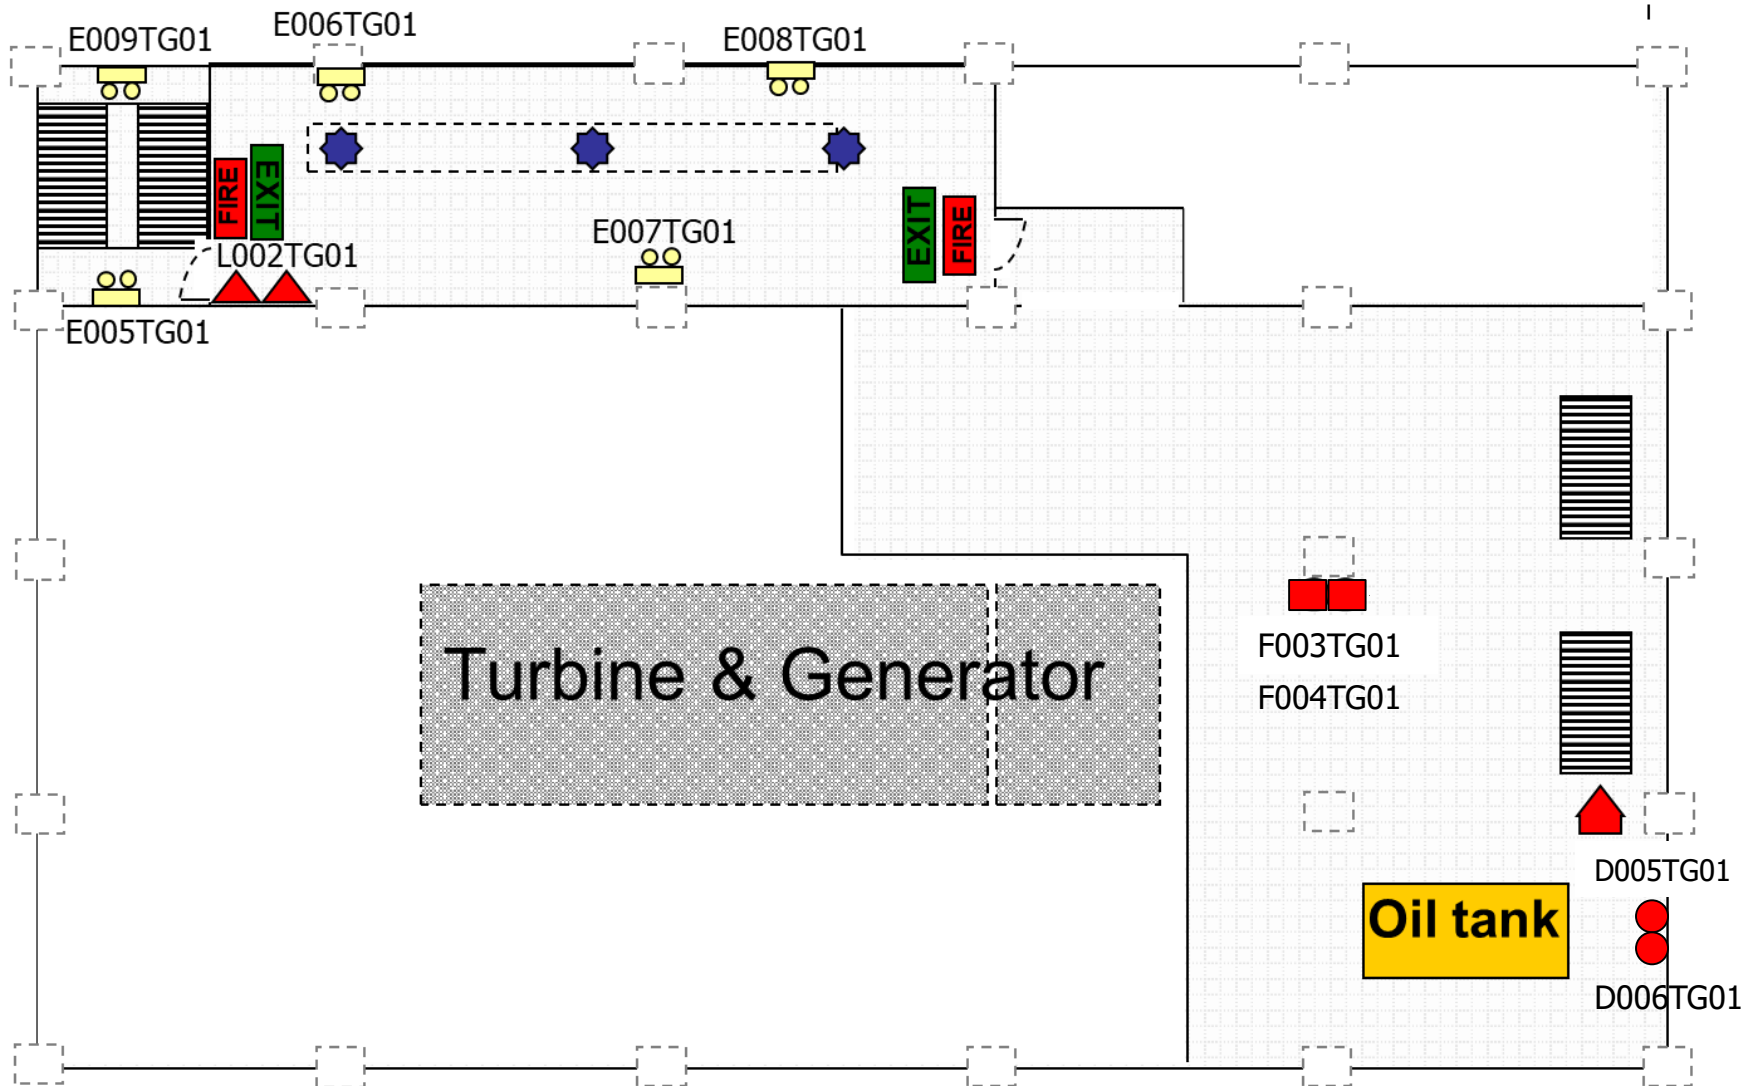 E006TG01
E009TG01
E008TG01
FIRE
EXIT
E007TG01
EXIT
FIRE
L002TG01
E005TG01
F003TG01
Turbine & Generator
F004TG01
D005TG01
Oil tank
D006TG01